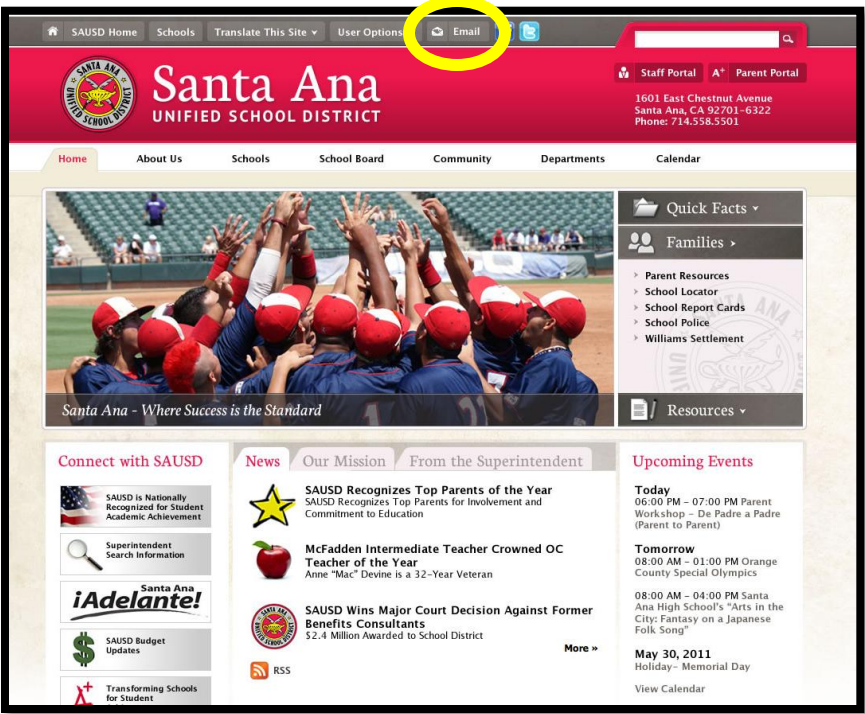 SAUSD Home Schools Translate This Site User Options Email
Santa Ana
UNIFIED SCHOOL DISTRICT
SANTA ANA UNIFIED SCHOOL DISTRICT
Staff Portal A+ Parent Portal
1601 East Chestnut Avenue
Santa Ana, CA 92701-6322
Phone: 714.558.5501
Home About Us Schools School Board Community Departments Calendar
Santa Ana - Where Success is the Standard
Quick Facts
Families
Parent Resources
School Locator
School Report Cards
School Police
Williams Settlement
Resources
Connect with SAUSD
SAUSD is Nationally
Recognized for Student
Academic Achievement
Superintendent
Search Information
Santa Ana
¡Adelante!
SAUSD Budget
Updates
Transforming Schools
for Student
News Our Mission From the Superintendent
SAUSD Recognizes Top Parents of the Year
SAUSD Recognizes Top Parents for Involvement and
Commitment to Education
McFadden Intermediate Teacher Crowned OC
Teacher of the Year
Anne “Mac” Devine is a 32-Year Veteran
SAUSD Wins Major Court Decision Against Former
Benefits Consultants
$2.4 Million Awarded to School District
More »
RSS
Upcoming Events
Today
06:00 PM - 07:00 PM Parent
Workshop - De Padre a Padre
(Parent to Parent)
Tomorrow
08:00 AM - 01:00 PM Orange
County Special Olympics
08:00 AM - 04:00 PM Santa
Ana High School's "Arts in the
City: Fantasy on a Japanese
Folk Song"
May 30, 2011
Holiday- Memorial Day
View Calendar